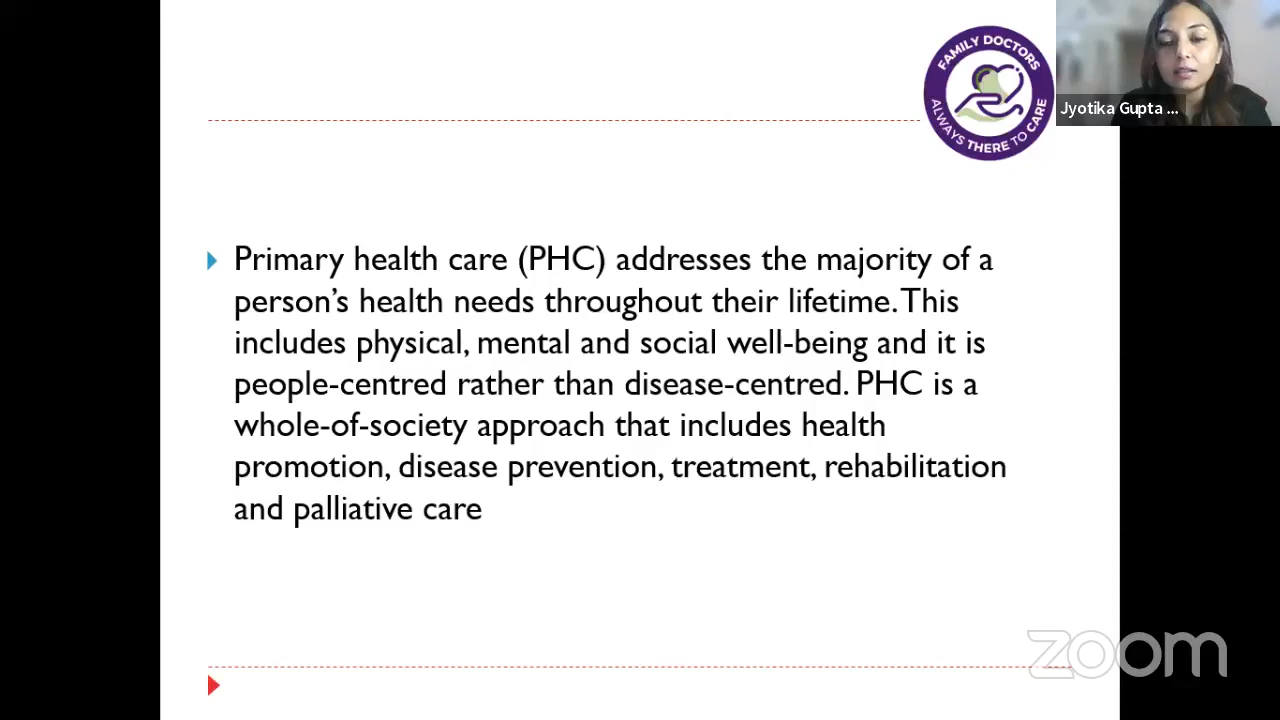 FAMILY DOCTORS
ALWAYS THERE TO CARE
Jyotika Gupta ...
Primary health care (PHC) addresses the majority of a
person’s health needs throughout their lifetime. This
includes physical, mental and social well-being and it is
people-centred rather than disease-centred. PHC is a
whole-of-society approach that includes health
promotion, disease prevention, treatment, rehabilitation
and palliative care
zoom